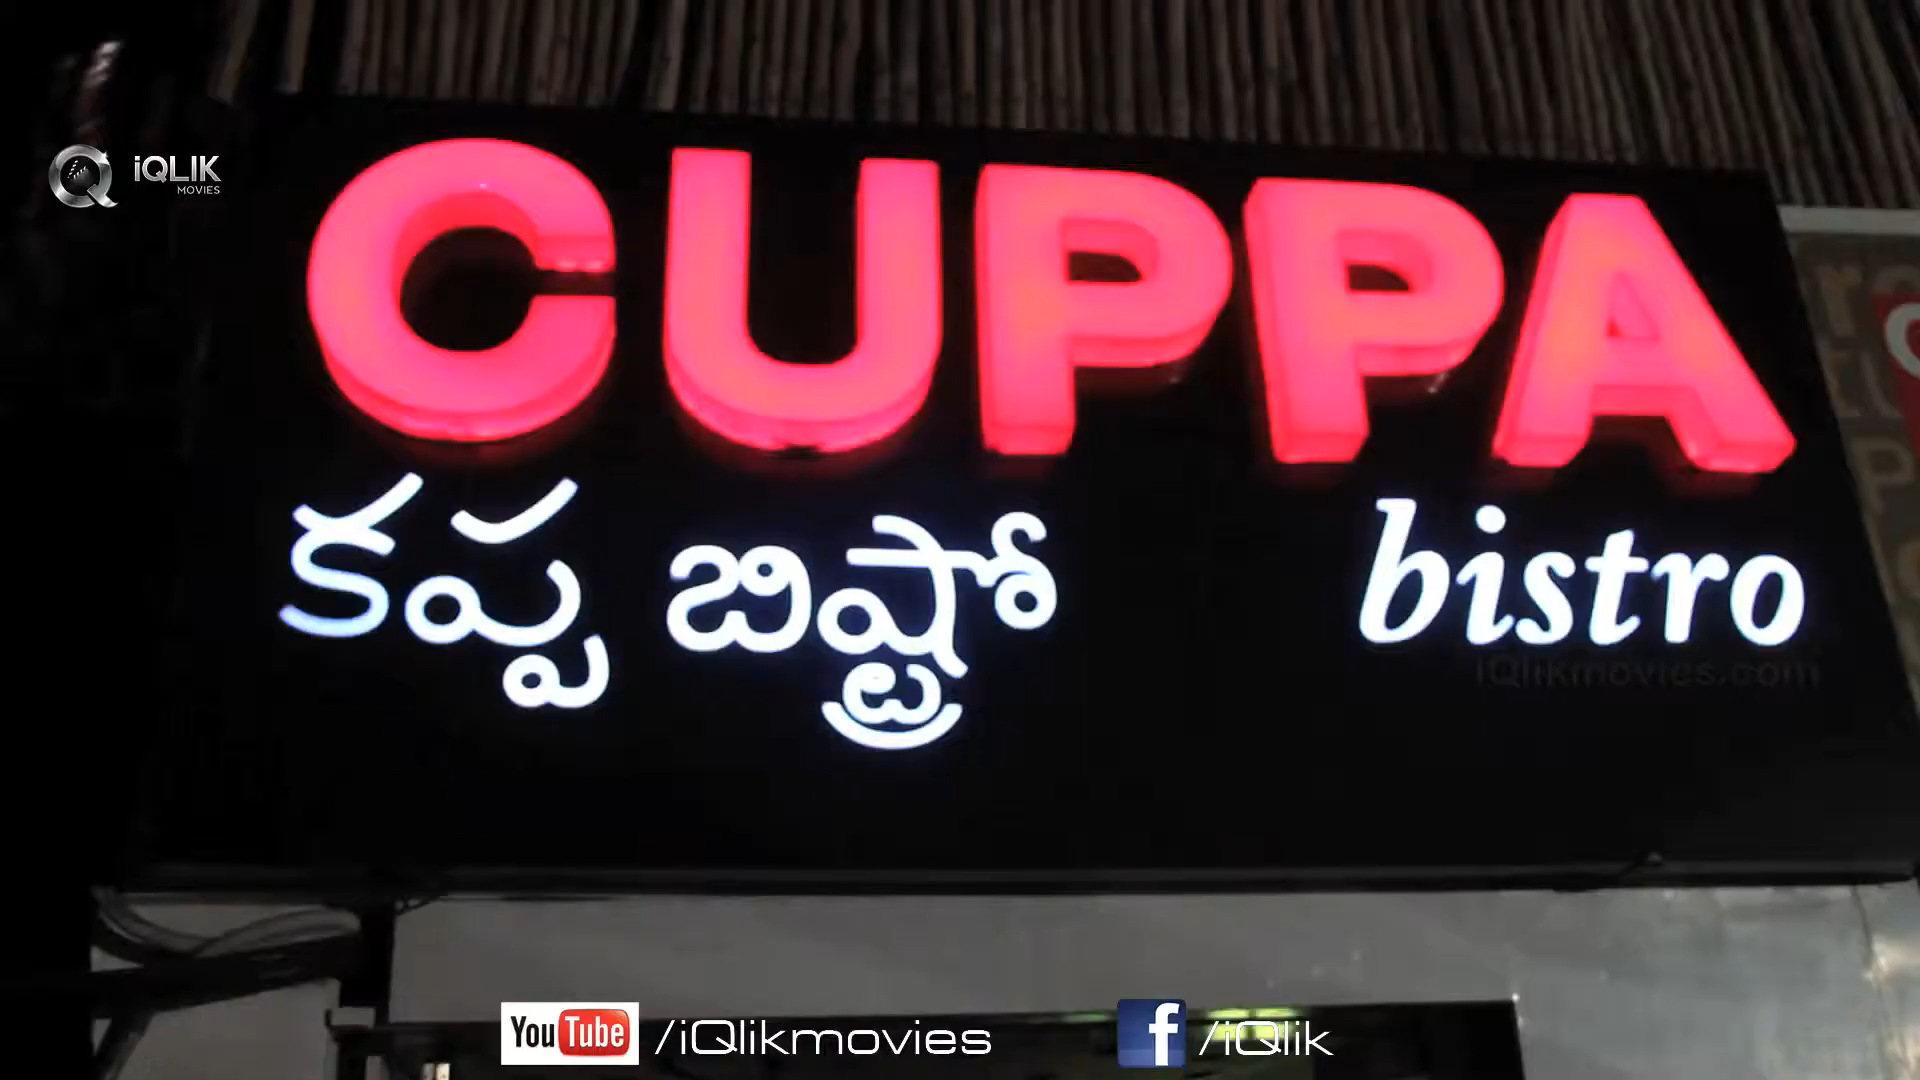 CUPPA
iQLIK
MOVIES
కప్ప బిష్ట్రో bistro
iQlikmovies.com
YouTube /iQlikmovies f /iQlik